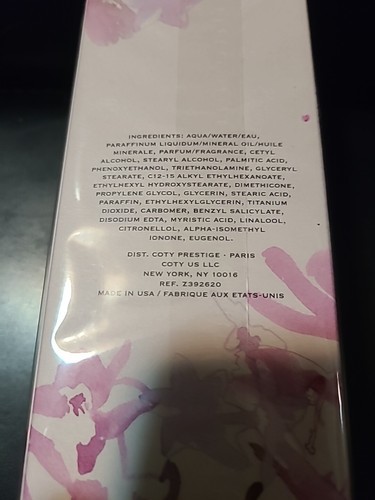 INGREDIENTS: AQUA/WATER/EAU,
PARAFFINUM LIQUIDUM/MINERAL OIL/HUILE
MINERALE, PARFUM/FRAGRANCE, CETYL
ALCOHOL, STEARYL ALCOHOL, PALMITIC ACID,
PHENOXYETHANOL, TRIETHANOLAMINE, GLYCERYL
STEARATE, C12-15 ALKYL ETHYLHEXANOATE,
ETHYLHEXYL HYDROXYSTEARATE, DIMETHICONE,
PROPYLENE GLYCOL, GLYCERIN, STEARIC ACID,
PARAFFIN, ETHYLHEXYLGLYCERIN, TITANIUM
DIOXIDE, CARBOMER, BENZYL SALICYLATE,
DISODIUM EDTA, MYRISTIC ACID, LINALOOL,
CITRONELLOL, ALPHA-ISOMETHYL
IONONE, EUGENOL.
DIST. COTY PRESTIGE - PARIS
COTY US LLC
NEW YORK, NY 10016
REF. Z392620
MADE IN USA / FABRIQUE AUX ETATS-UNIS